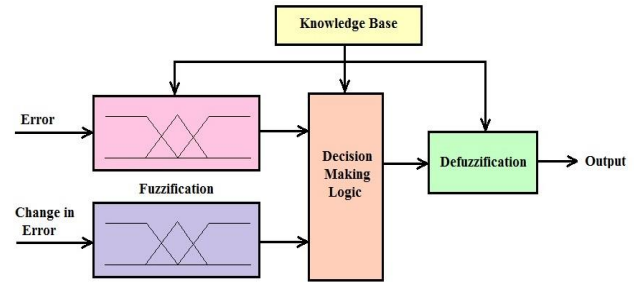 Knowledge Base
Error
Fuzzification
Change in
Error
Decision
Making
Logic
Defuzzification
Output